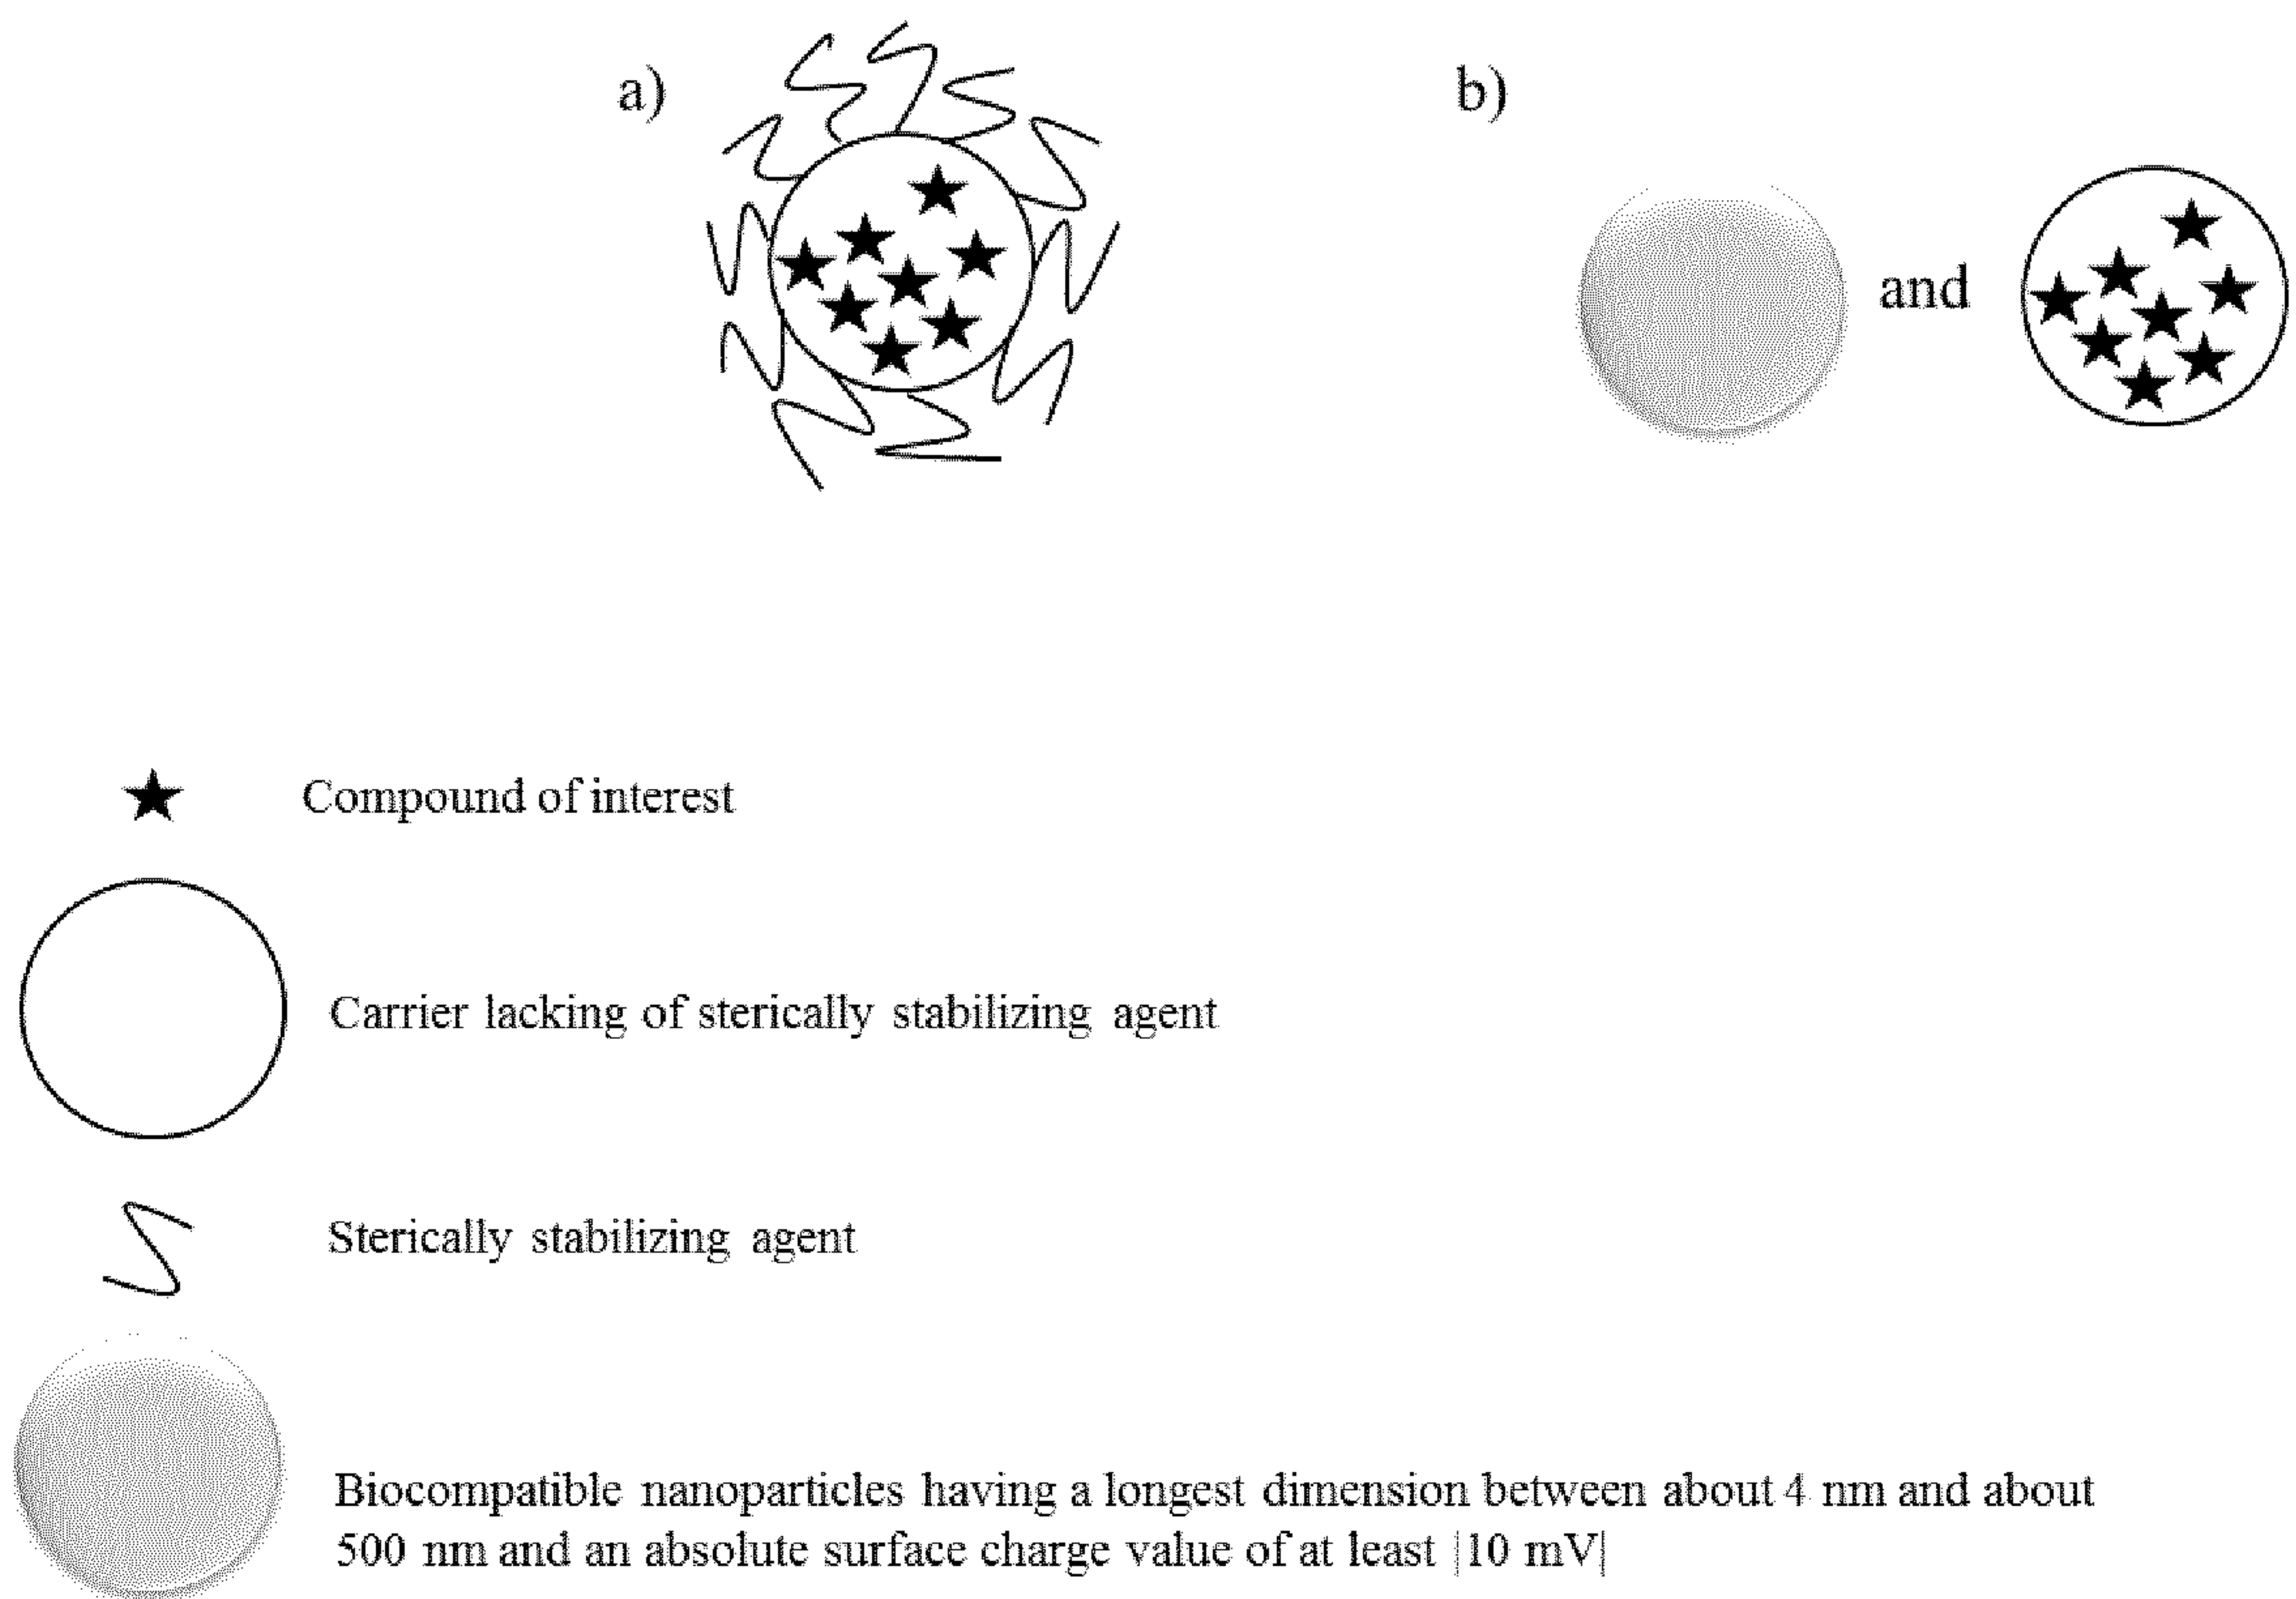 a)
b)
and
Compound of interest
Carrier lacking of sterically stabilizing agent
Sterically stabilizing agent
Biocompatible nanoparticles having a longest dimension between about 4 nm and about
500 nm and an absolute surface charge value of at least |10 mV|